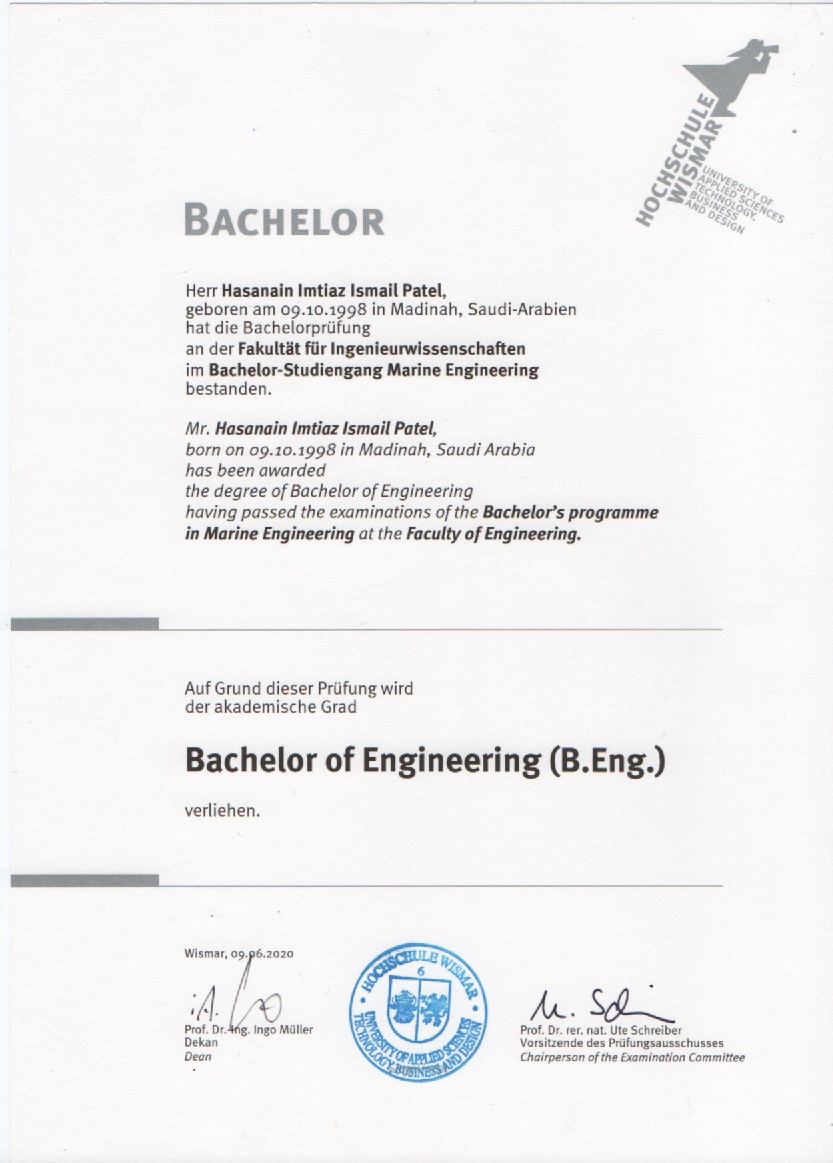 HOCHSCHULE
WISMAR
UNIVERSITY OF
APPLIED SCIENCES
TECHNOLOGY,
BUSINESS
AND DESIGN
BACHELOR
Herr Hasanain Imtiaz Ismail Patel,
geboren am 09.10.1998 in Madinah, Saudi-Arabien
hat die Bachelorprüfung
an der Fakultät für Ingenieurwissenschaften
im Bachelor-Studiengang Marine Engineering
bestanden.
Mr. Hasanain Imtiaz Ismail Patel,
born on 09.10.1998 in Madinah, Saudi Arabia
has been awarded
the degree of Bachelor of Engineering
having passed the examinations of the Bachelor's programme
in Marine Engineering at the Faculty of Engineering.
Auf Grund dieser Prüfung wird
der akademische Grad
Bachelor of Engineering (B.Eng.)
verliehen.
Wismar, 09.06.2020
i.A.
Prof. Dr.-Ing. Ingo Müller
Dekan
Dean
HOCHSCHULE WISMAR
6
UNIVERSITY OF APPLIED SCIENCES
TECHNOLOGY, BUSINESS AND DESIGN
Prof. Dr. rer. nat. Ute Schreiber
Vorsitzende des Prüfungsausschusses
Chairperson of the Examination Committee